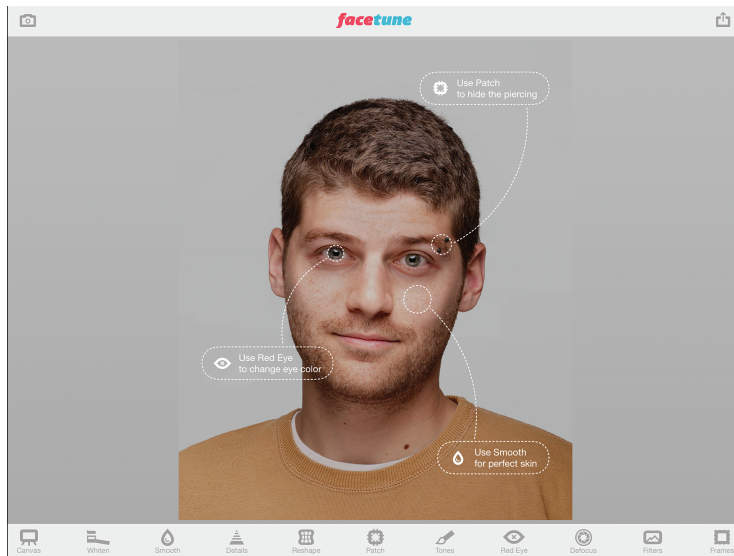 facetune
Use Patch
to hide the piercing
Use Red Eye
to change eye color
Use Smooth
for perfect skin
Canvas
Whiten
Smooth
Details
Reshape
Patch
Tones
Red Eye
Defocus
Filters
Frames